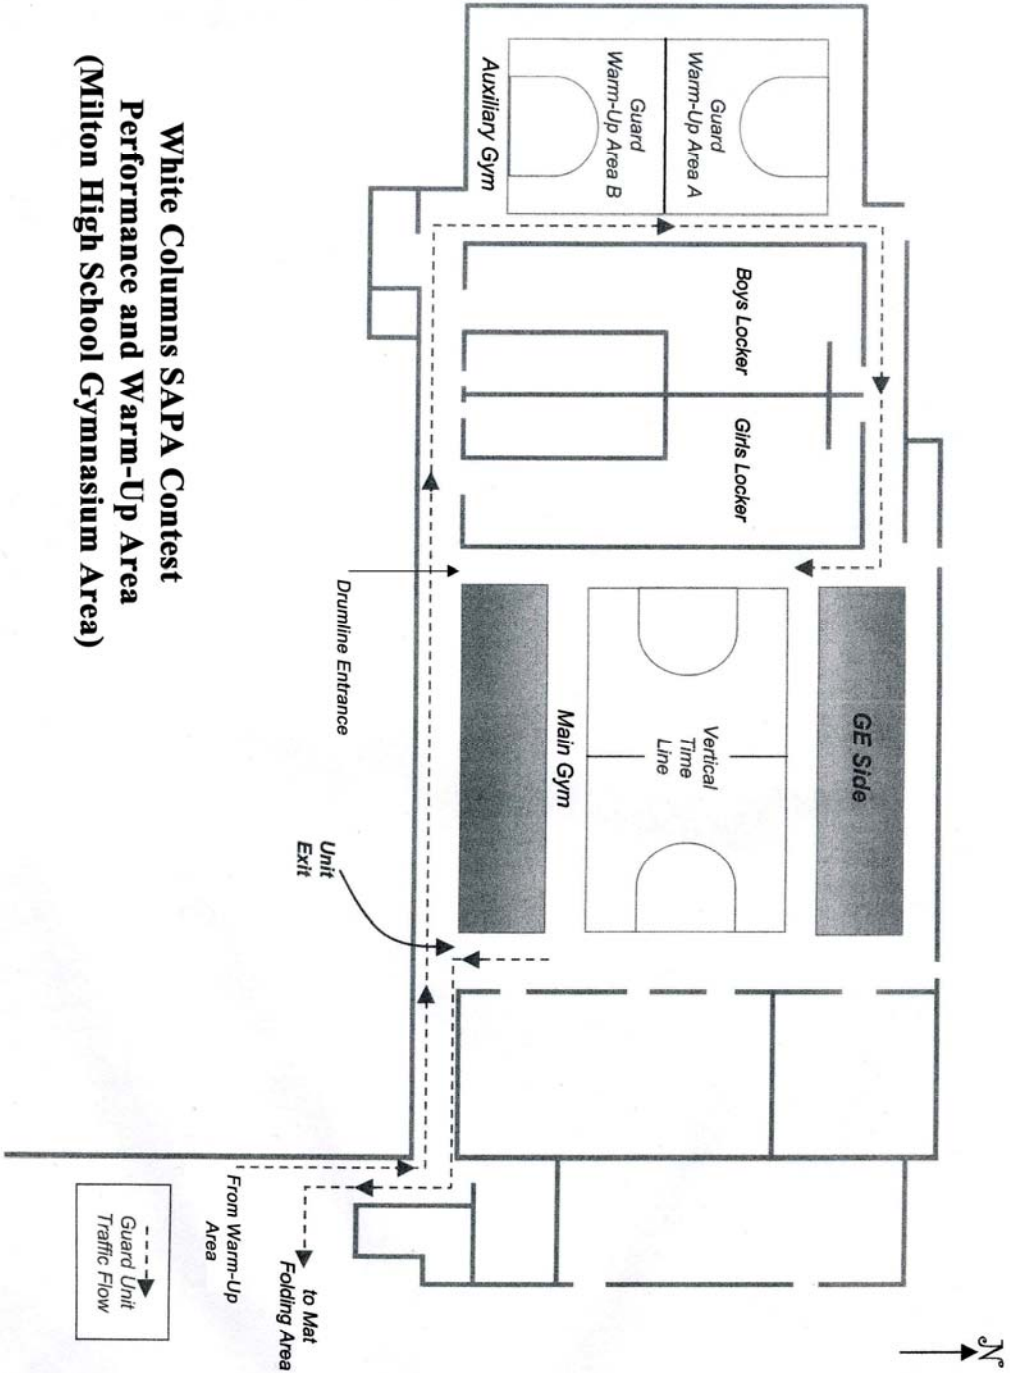 N
Guard
Warm-Up Area A
Guard
Warm-Up Area B
Auxiliary Gym
Boys Locker
Girls Locker
GE Side
Vertical
Time
Line
Main Gym
Drumline Entrance
Unit
Exit
to Mat
Folding Area
From Warm-Up
Area
Guard Unit
Traffic Flow
White Columns SAPA Contest
Performance and Warm-Up Area
(Milton High School Gymnasium Area)